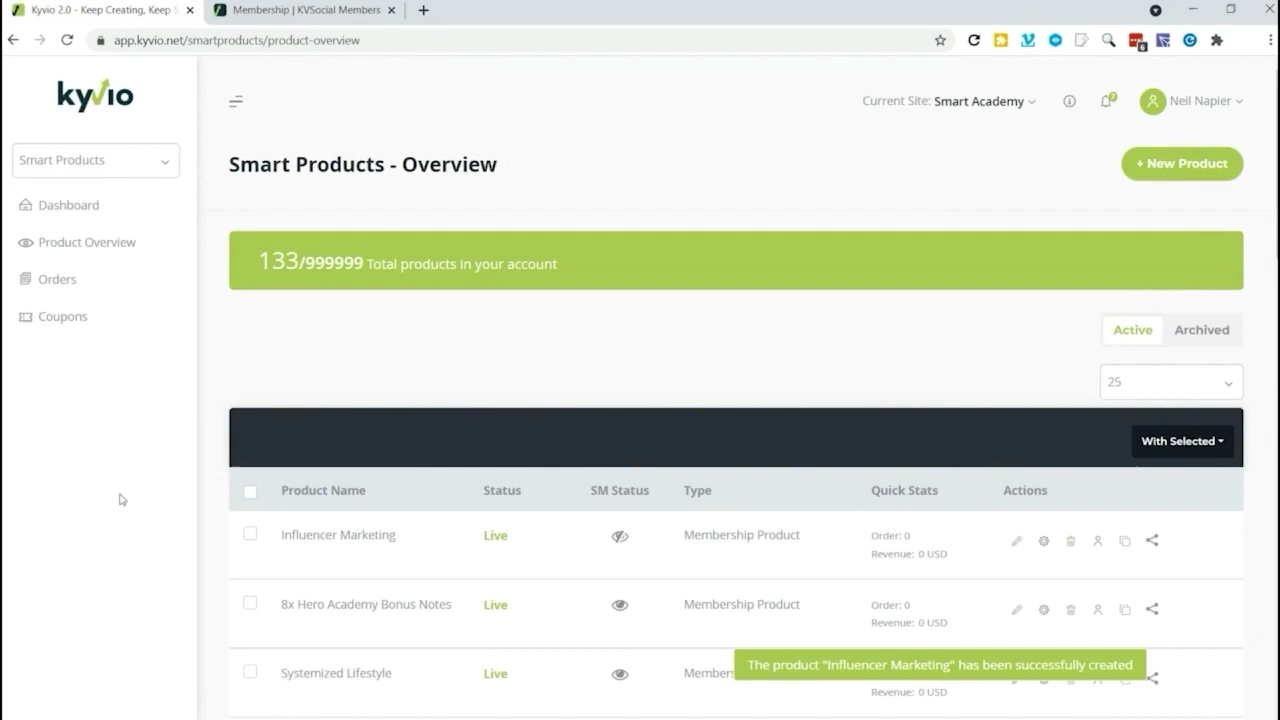 Kyvio 2.0 - Keep Creating, Keep S
Membership | KVSocial Members
app.kyvio.net/smartproducts/product-overview
6
kyvio
Current Site: Smart Academy
7
Neil Napier
Smart Products
Smart Products - Overview
+ New Product
Dashboard
Product Overview
Orders
Coupons
133/999999 Total products in your account
Active
Archived
25
With Selected
Product Name
Status
SM Status
Type
Quick Stats
Actions
Influencer Marketing
Live
Membership Product
Order: 0
Revenue: 0 USD
8x Hero Academy Bonus Notes
Live
Membership Product
Order: 0
Revenue: 0 USD
Systemized Lifestyle
Live
Members
The product "Influencer Marketing" has been successfully created
Revenue: 0 USD